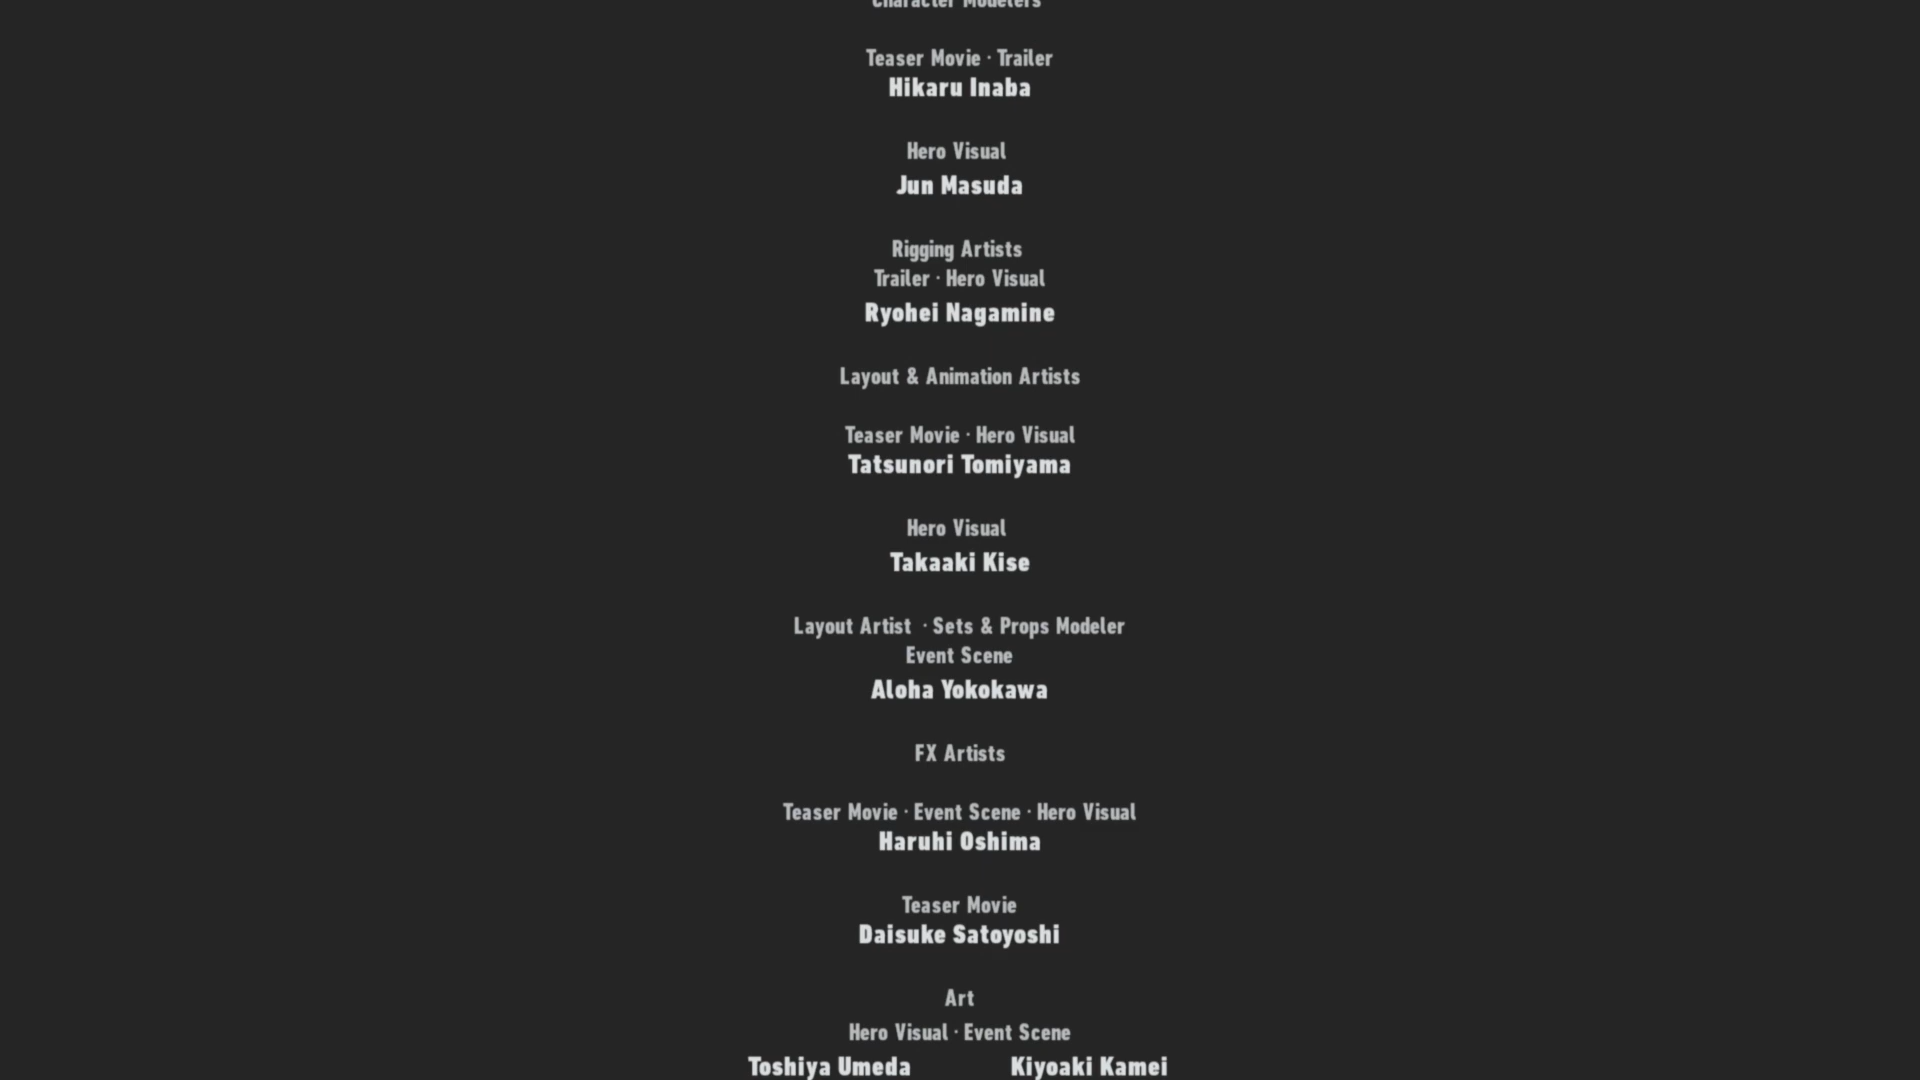 Character Modelers
Teaser Movie · Trailer
Hikaru Inaba
Hero Visual
Jun Masuda
Rigging Artists
Trailer · Hero Visual
Ryohei Nagamine
Layout & Animation Artists
Teaser Movie · Hero Visual
Tatsunori Tomiyama
Hero Visual
Takaaki Kise
Layout Artist · Sets & Props Modeler
Event Scene
Aloha Yokokawa
FX Artists
Teaser Movie · Event Scene · Hero Visual
Haruhi Oshima
Teaser Movie
Daisuke Satoyoshi
Art
Hero Visual · Event Scene
Toshiya Umeda Kiyoaki Kamei